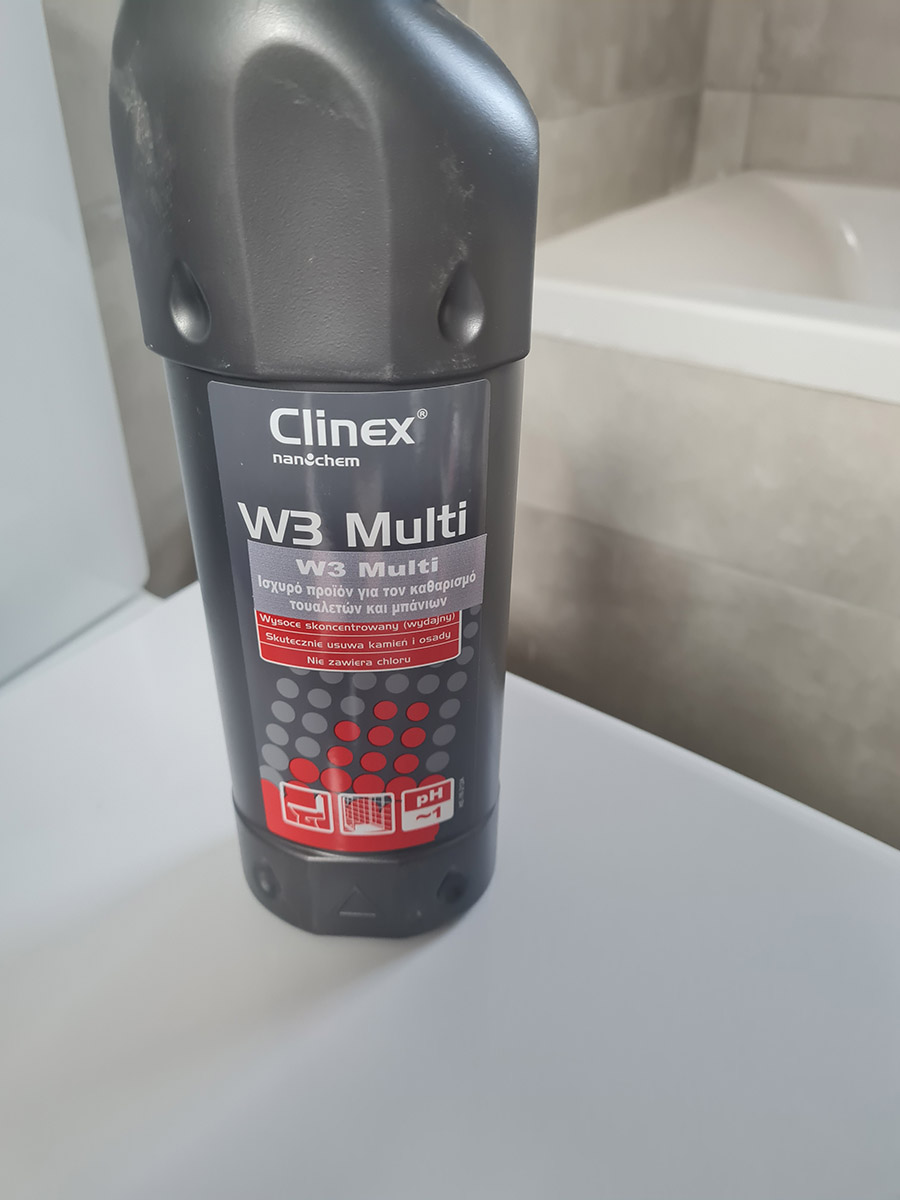 Clinex®
nanochem
W3 Multi
W3 Multi
Ισχυρό προϊόν για τον καθαρισμό
τουαλετών και μπάνιων
Wysoce skoncentrowany (wydajny)
Skutecznie usuwa kamień i osady
Nie zawiera chloru
pH
~1